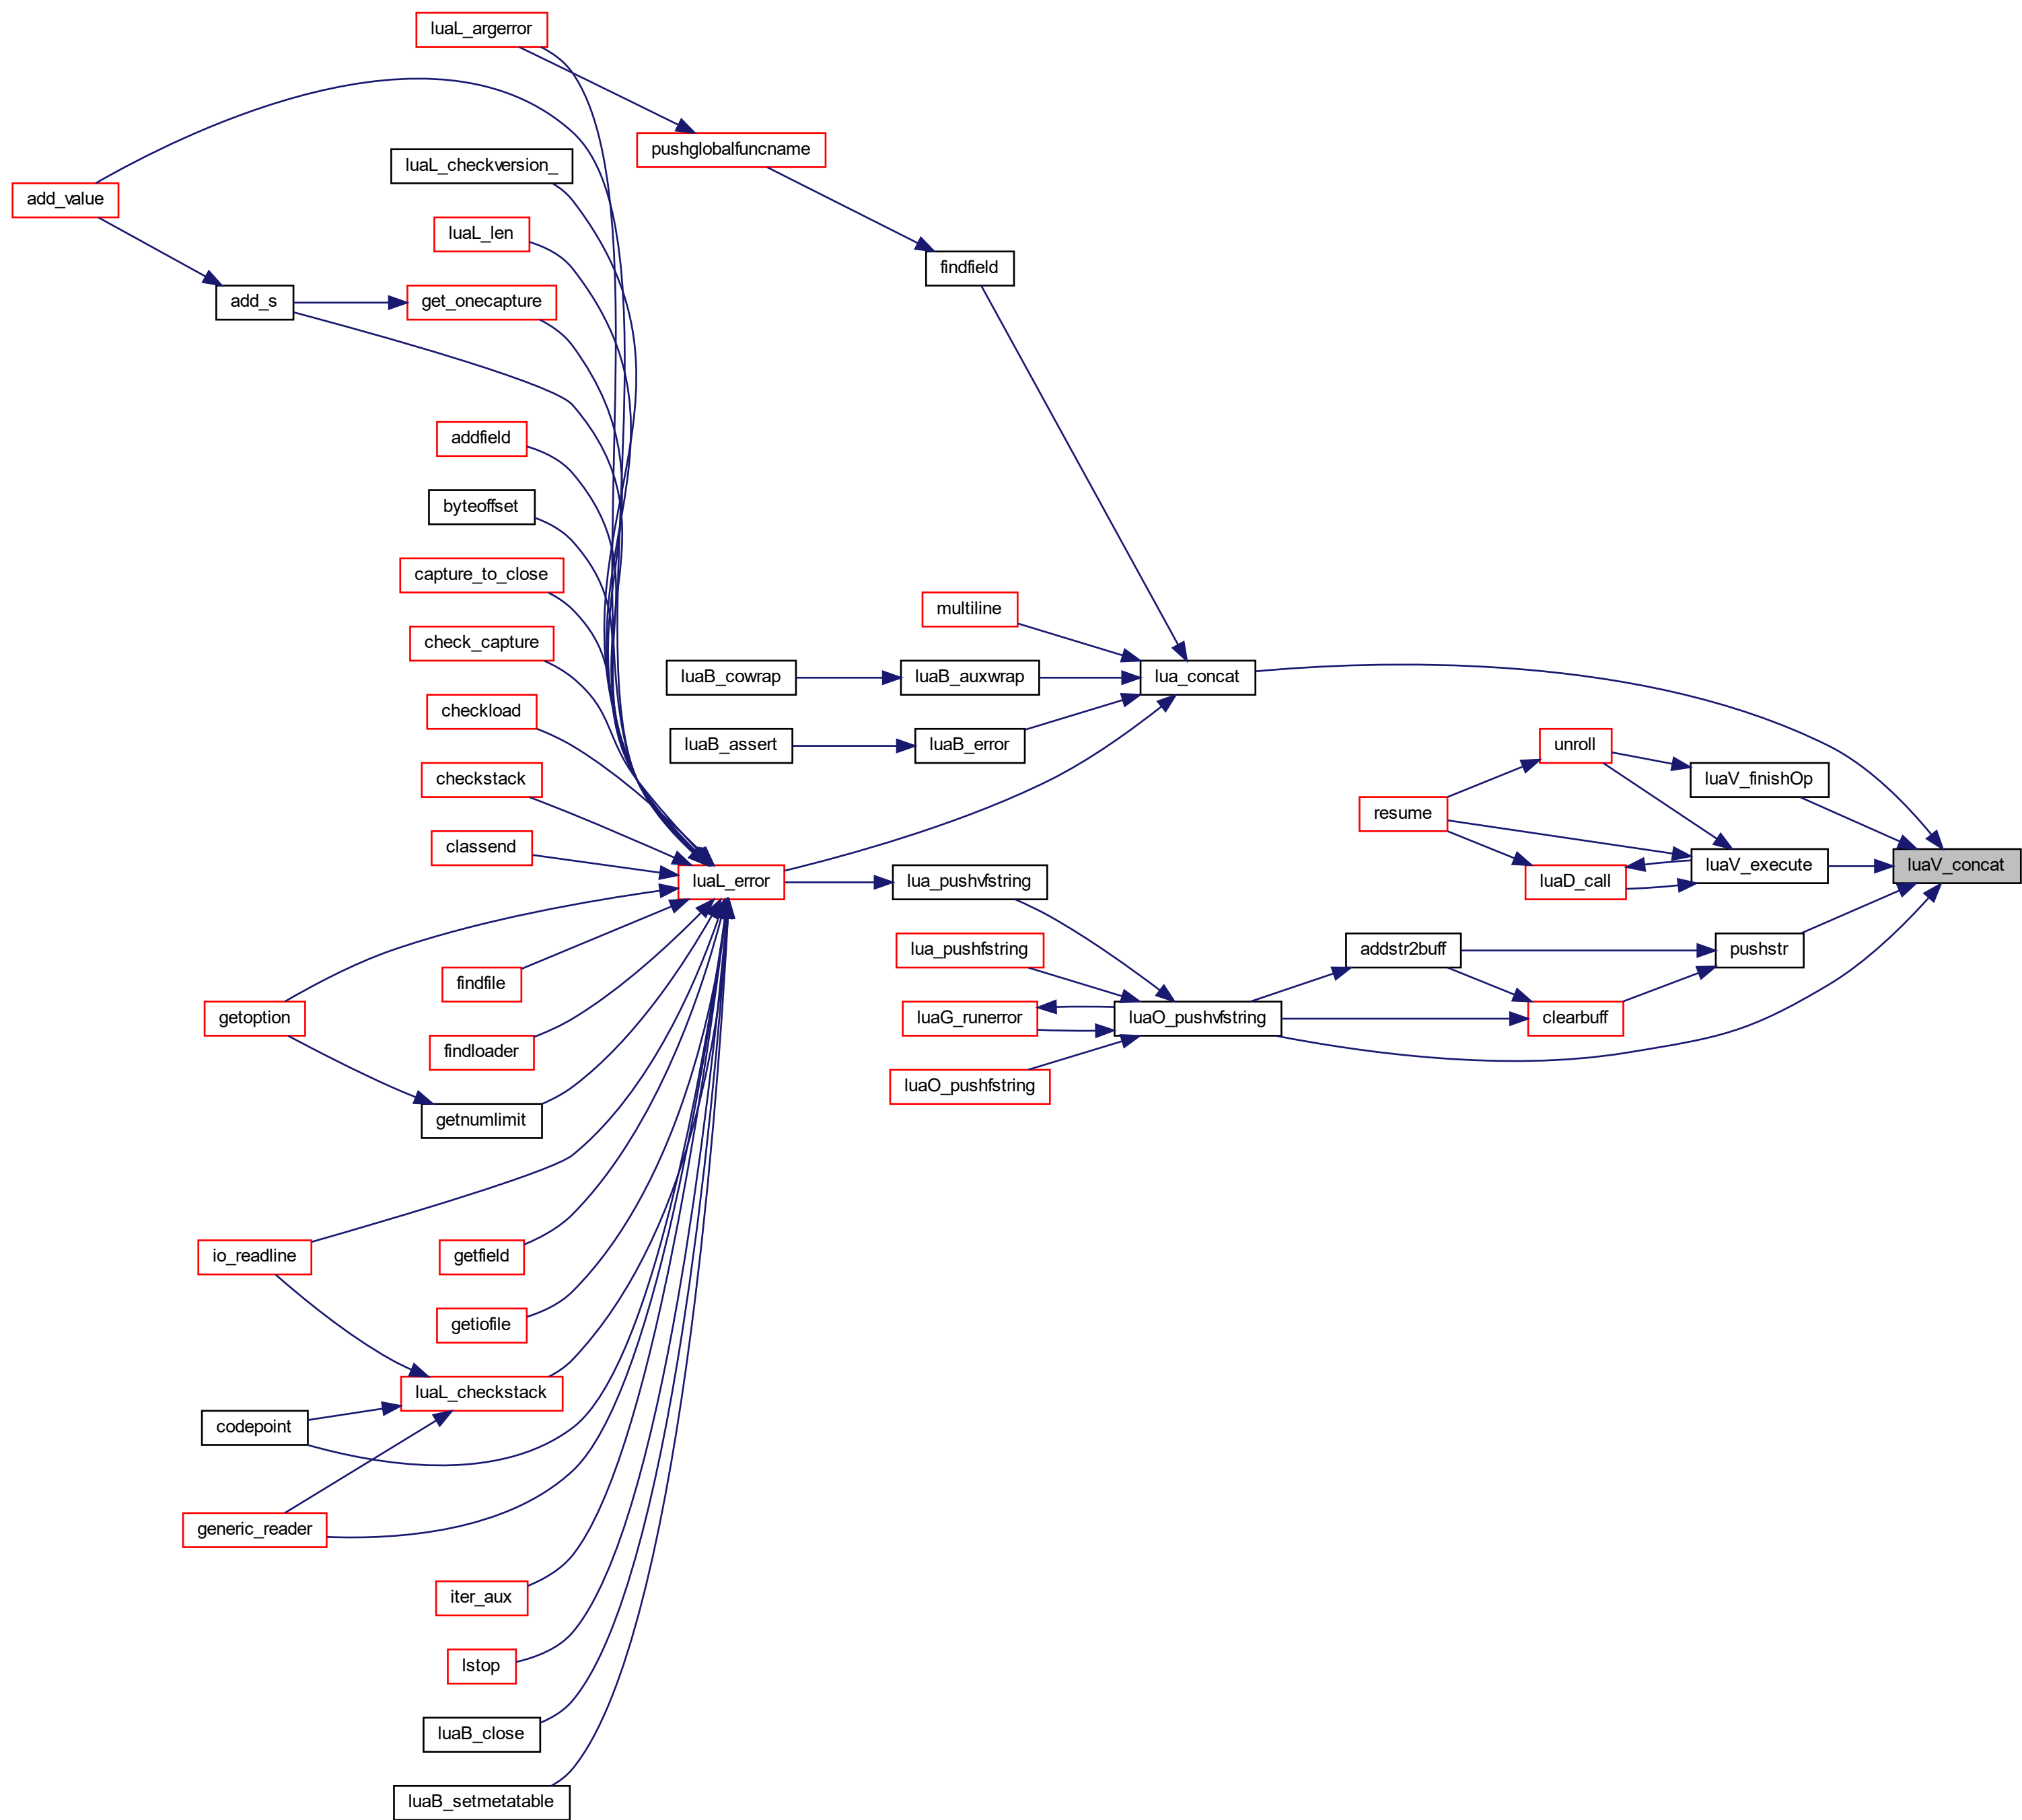 luaL_argerror
pushglobalfuncname
luaL_checkversion_
add_value
luaL_len
findfield
add_s
get_onecapture
addfield
byteoffset
capture_to_close
multiline
check_capture
luaB_cowrap
luaB_auxwrap
lua_concat
checkload
luaB_assert
luaB_error
unroll
checkstack
luaV_finishOp
resume
classend
luaL_error
lua_pushvfstring
luaD_call
luaV_execute
luaV_concat
findfile
lua_pushfstring
addstr2buff
pushstr
getoption
luaG_runerror
luaO_pushvfstring
clearbuff
findloader
luaO_pushfstring
getnumlimit
io_readline
getfield
getiofile
luaL_checkstack
codepoint
generic_reader
iter_aux
lstop
luaB_close
luaB_setmetatable